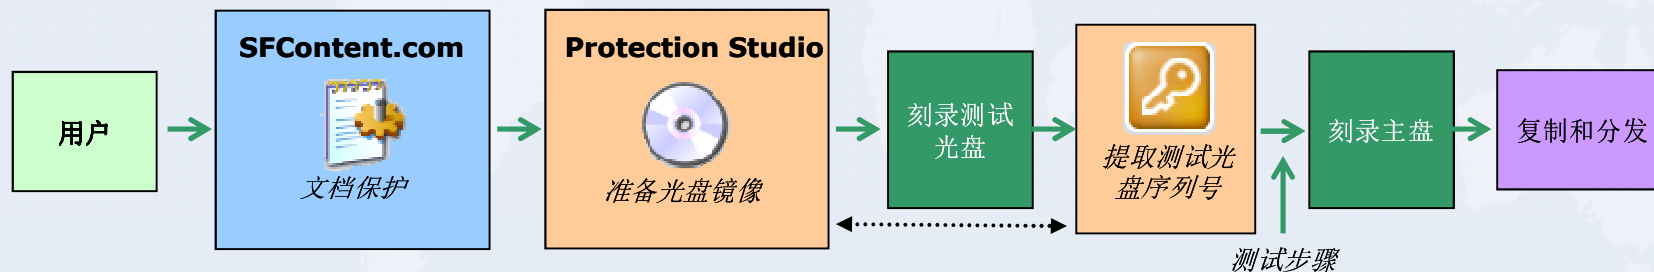 用户
SFContent.com
文档保护
Protection Studio
准备光盘镜像
刻录测试
光盘
提取测试光
盘序列号
测试步骤
刻录主盘
复制和分发